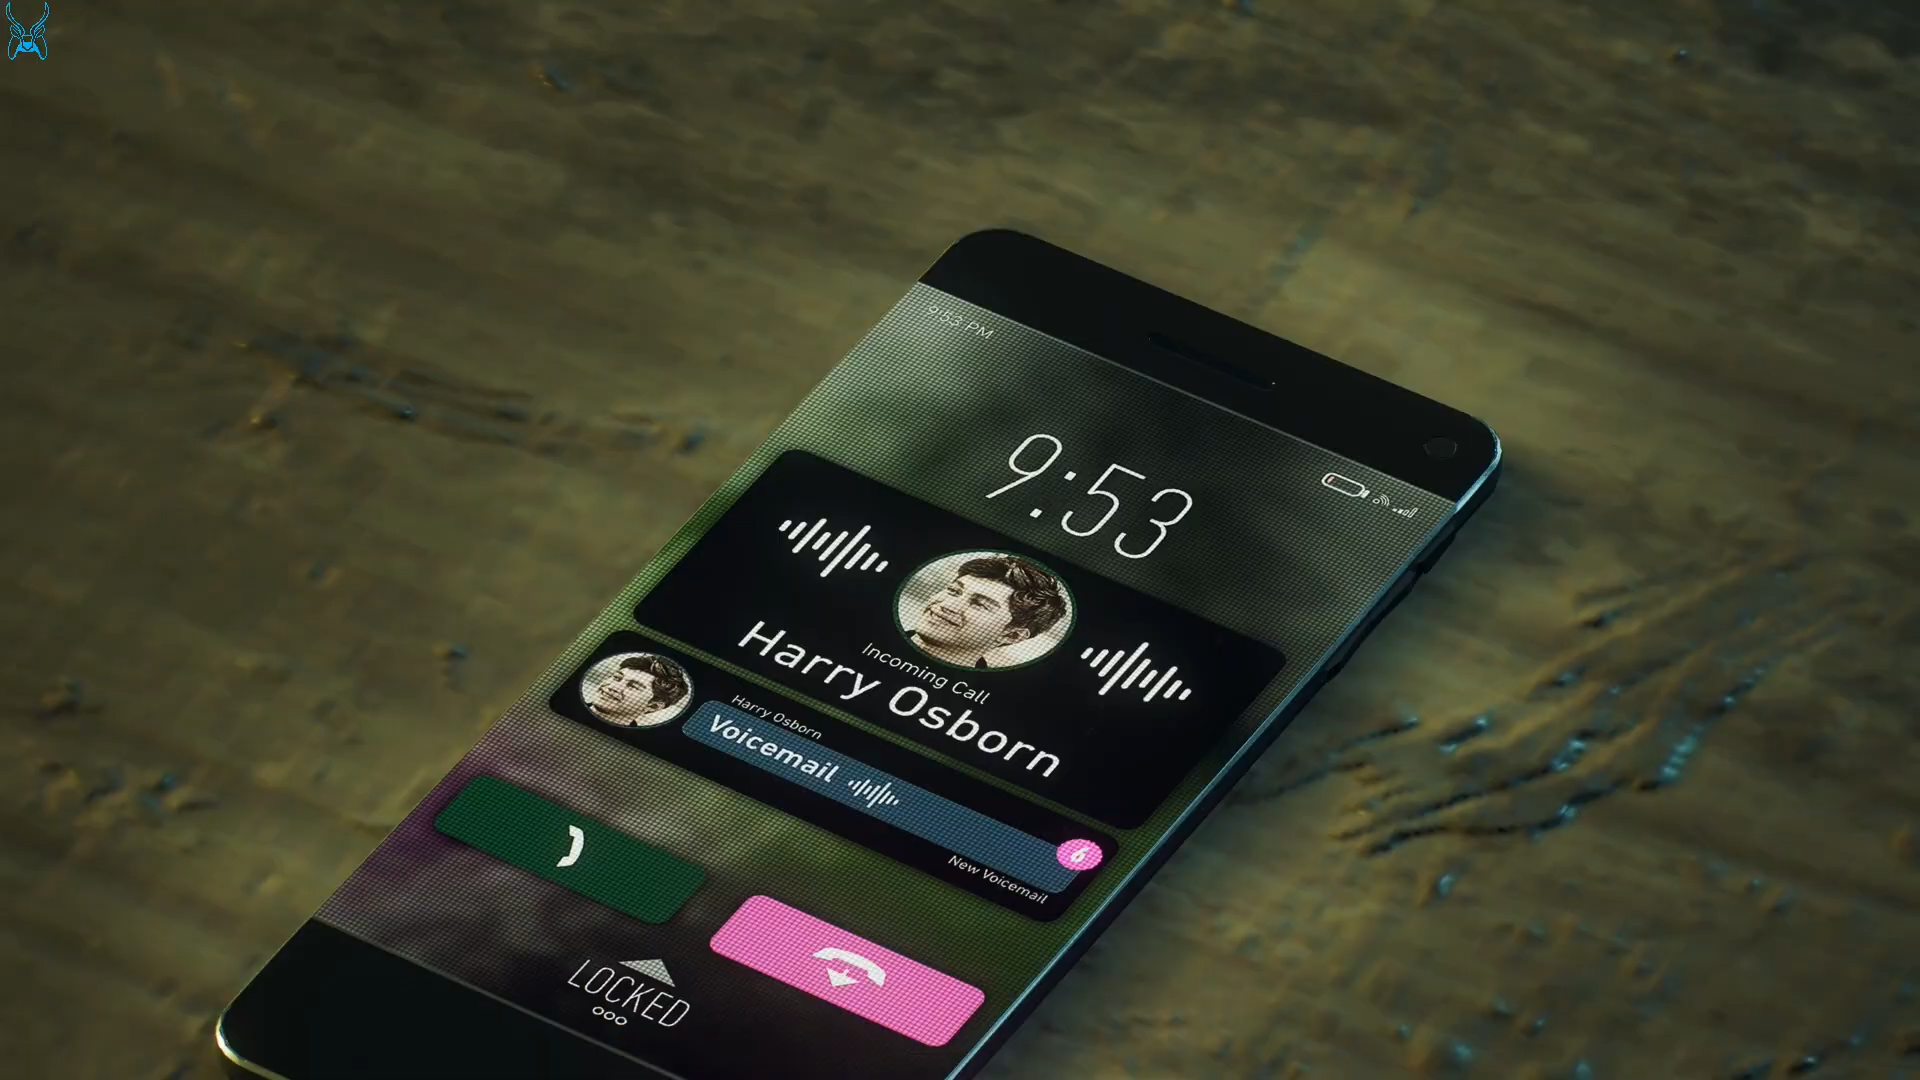 9:53 PM
9:53
Incoming Call
Harry Osborn
Harry Osborn
Voicemail
6
New Voicemail
LOCKED